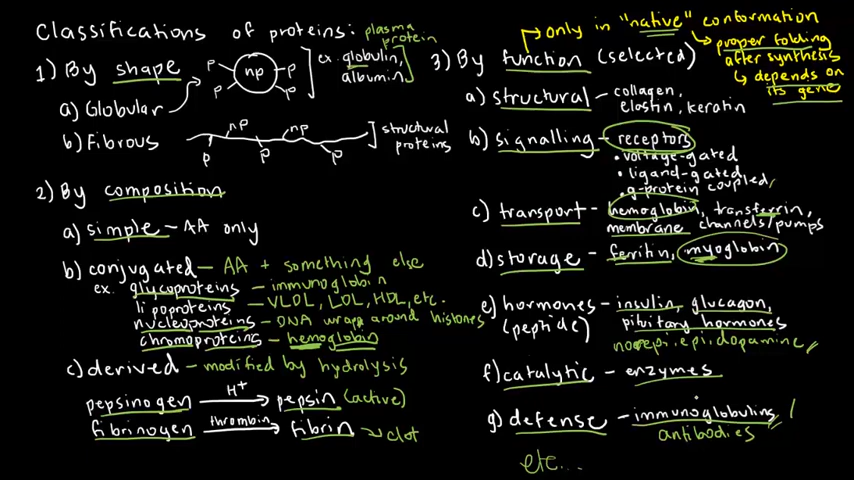 Classifications of proteins:
plasma protein
1) By shape
P P np P P
ex. globulin, albumin,
a) Globular
b) Fibrous
np np
P P P
structural proteins
2) By composition
a) simple - AA only
b) conjugated - AA + something else
ex. glycoproteins - immunoglobin
lipoproteins - VLDL, LDL, HDL, etc.
nucleoproteins - DNA wrapp around histones
chromoproteins - hemoglobin
c) derived - modified by hydrolysis
pepsinogen H+ pepsin (active)
fibrinogen thrombin fibrin → clot
only in "native" conformation
proper folding
after synthesis
depends on
its gene
3) By function (selected)
a) structural - collagen,
elastin, keratin
b) signalling - receptors
• voltage-gated
• ligand-gated
• g-protein coupled
c) transport - hemoglobin, transferrin,
membrane channels/pumps
d) storage - ferritin, myoglobin
e) hormones - insulin, glucagon,
(peptide) pituitary hormones
norepi, epi, dopamine
f) catalytic - enzymes
g) defense - immunoglobulins
antibodies
etc...